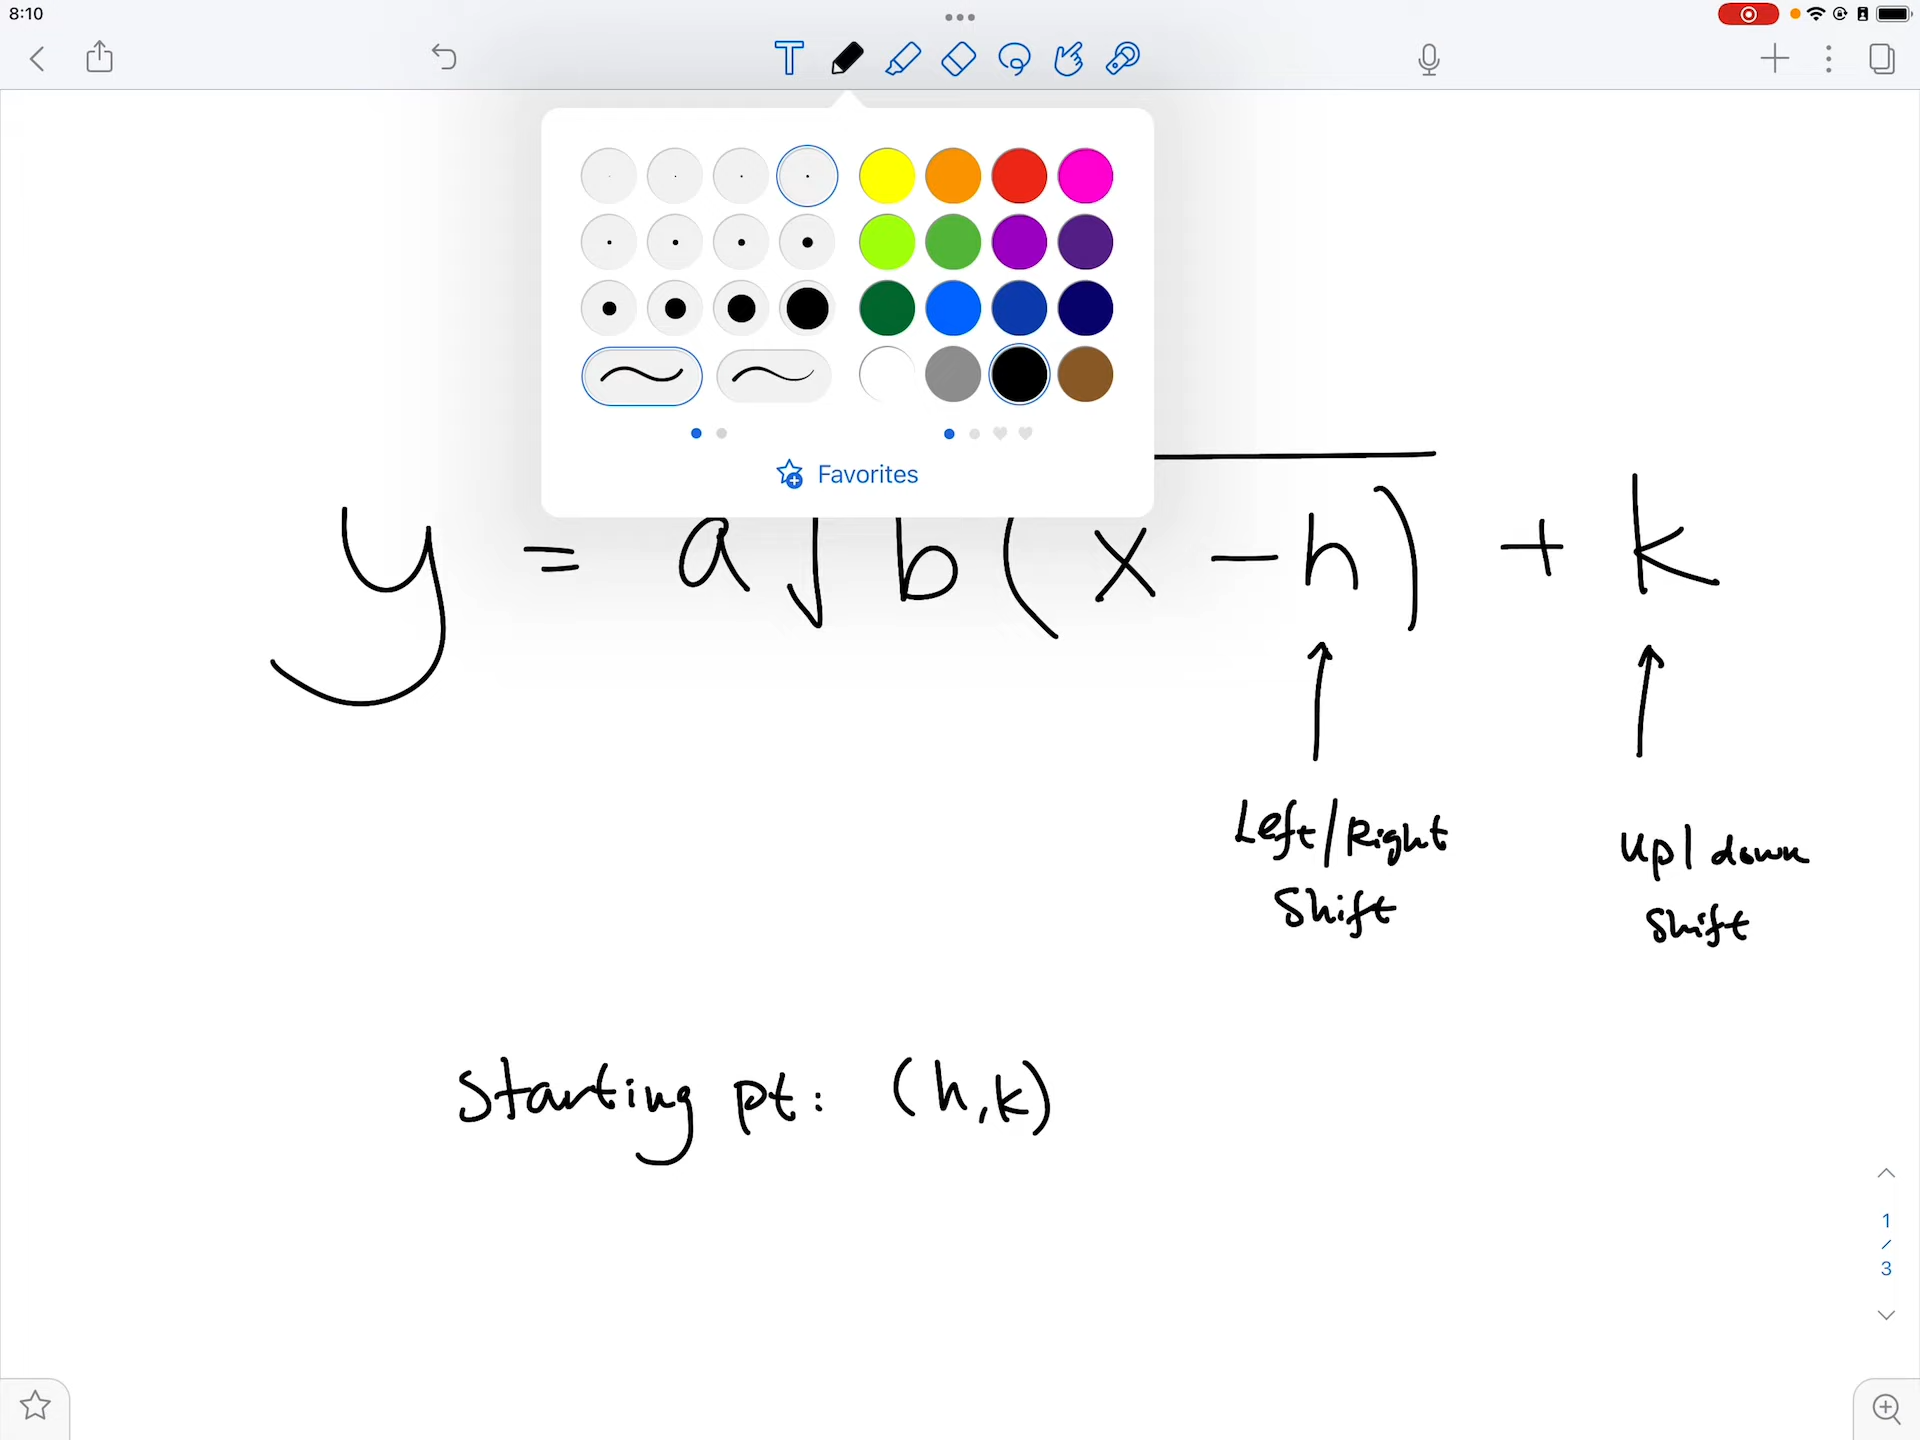 8:10
T
Favorites
y = a√b(x - h) + k
Left/Right
Shift
up/down
shift
Starting pt: (h,k)
1
/
3